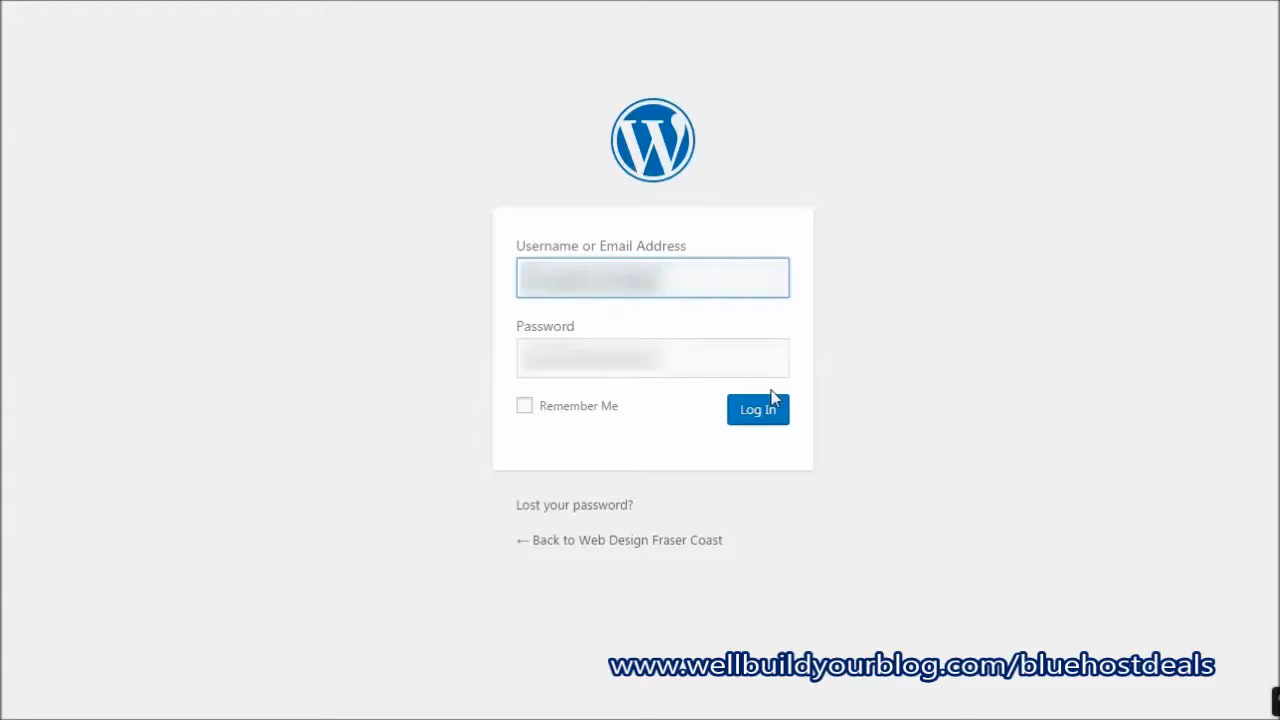 Username or Email Address
Password
Remember Me
Log In
Lost your password?
← Back to Web Design Fraser Coast
www.wellbuildyourblog.com/bluehostdeals